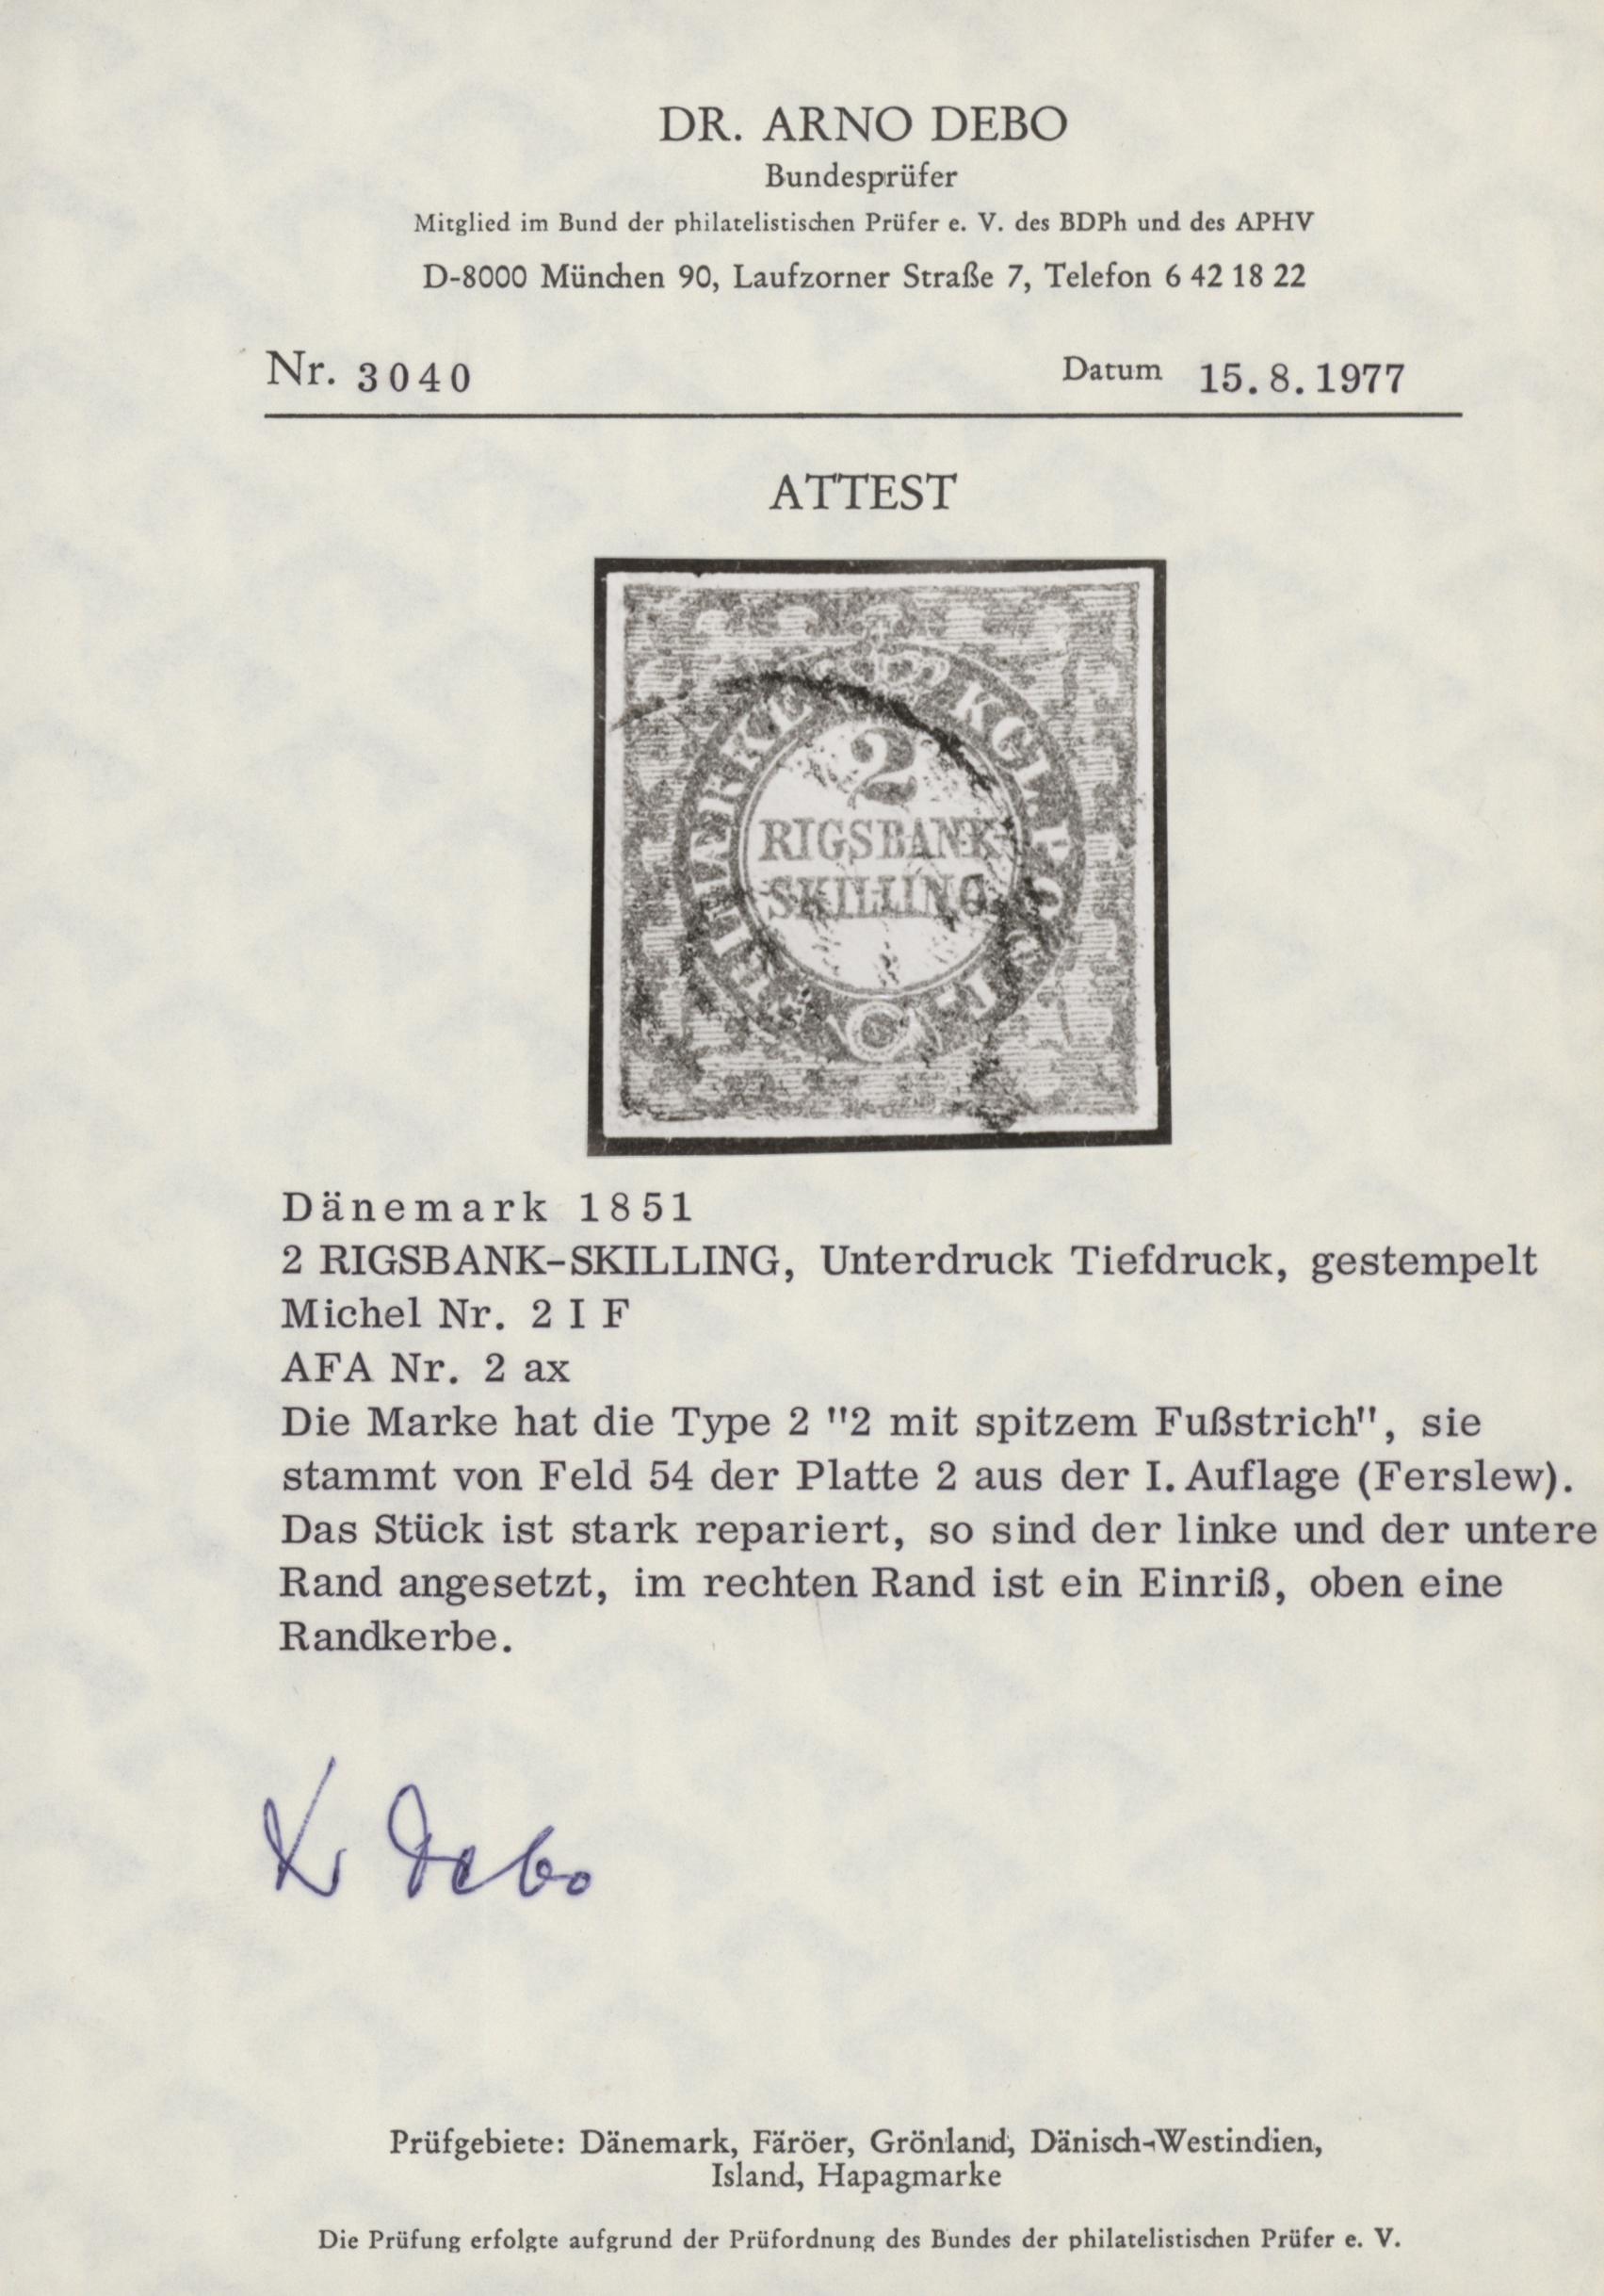 DR. ARNO DEBO
Bundesprüfer
Mitglied im Bund der philatelistischen Prüfer e. V. des BDPh und des APHV
D-8000 München 90, Laufzorner Straße 7, Telefon 6 42 18 22
Nr. 3040 Datum 15.8.1977
ATTEST
KGL POST FRIMÆRKE
2
RIGSBANK
SKILLING
Dänemark 1851
2 RIGSBANK-SKILLING, Unterdruck Tiefdruck, gestempelt
Michel Nr. 2 I F
AFA Nr. 2 ax
Die Marke hat die Type 2 "2 mit spitzem Fußstrich", sie
stammt von Feld 54 der Platte 2 aus der I. Auflage (Ferslew).
Das Stück ist stark repariert, so sind der linke und der untere
Rand angesetzt, im rechten Rand ist ein Einriß, oben eine
Randkerbe.
Dr Debo
Prüfgebiete: Dänemark, Färöer, Grönland, Dänisch-Westindien,
Island, Hapagmarke
Die Prüfung erfolgte aufgrund der Prüfordnung des Bundes der philatelistischen Prüfer e. V.